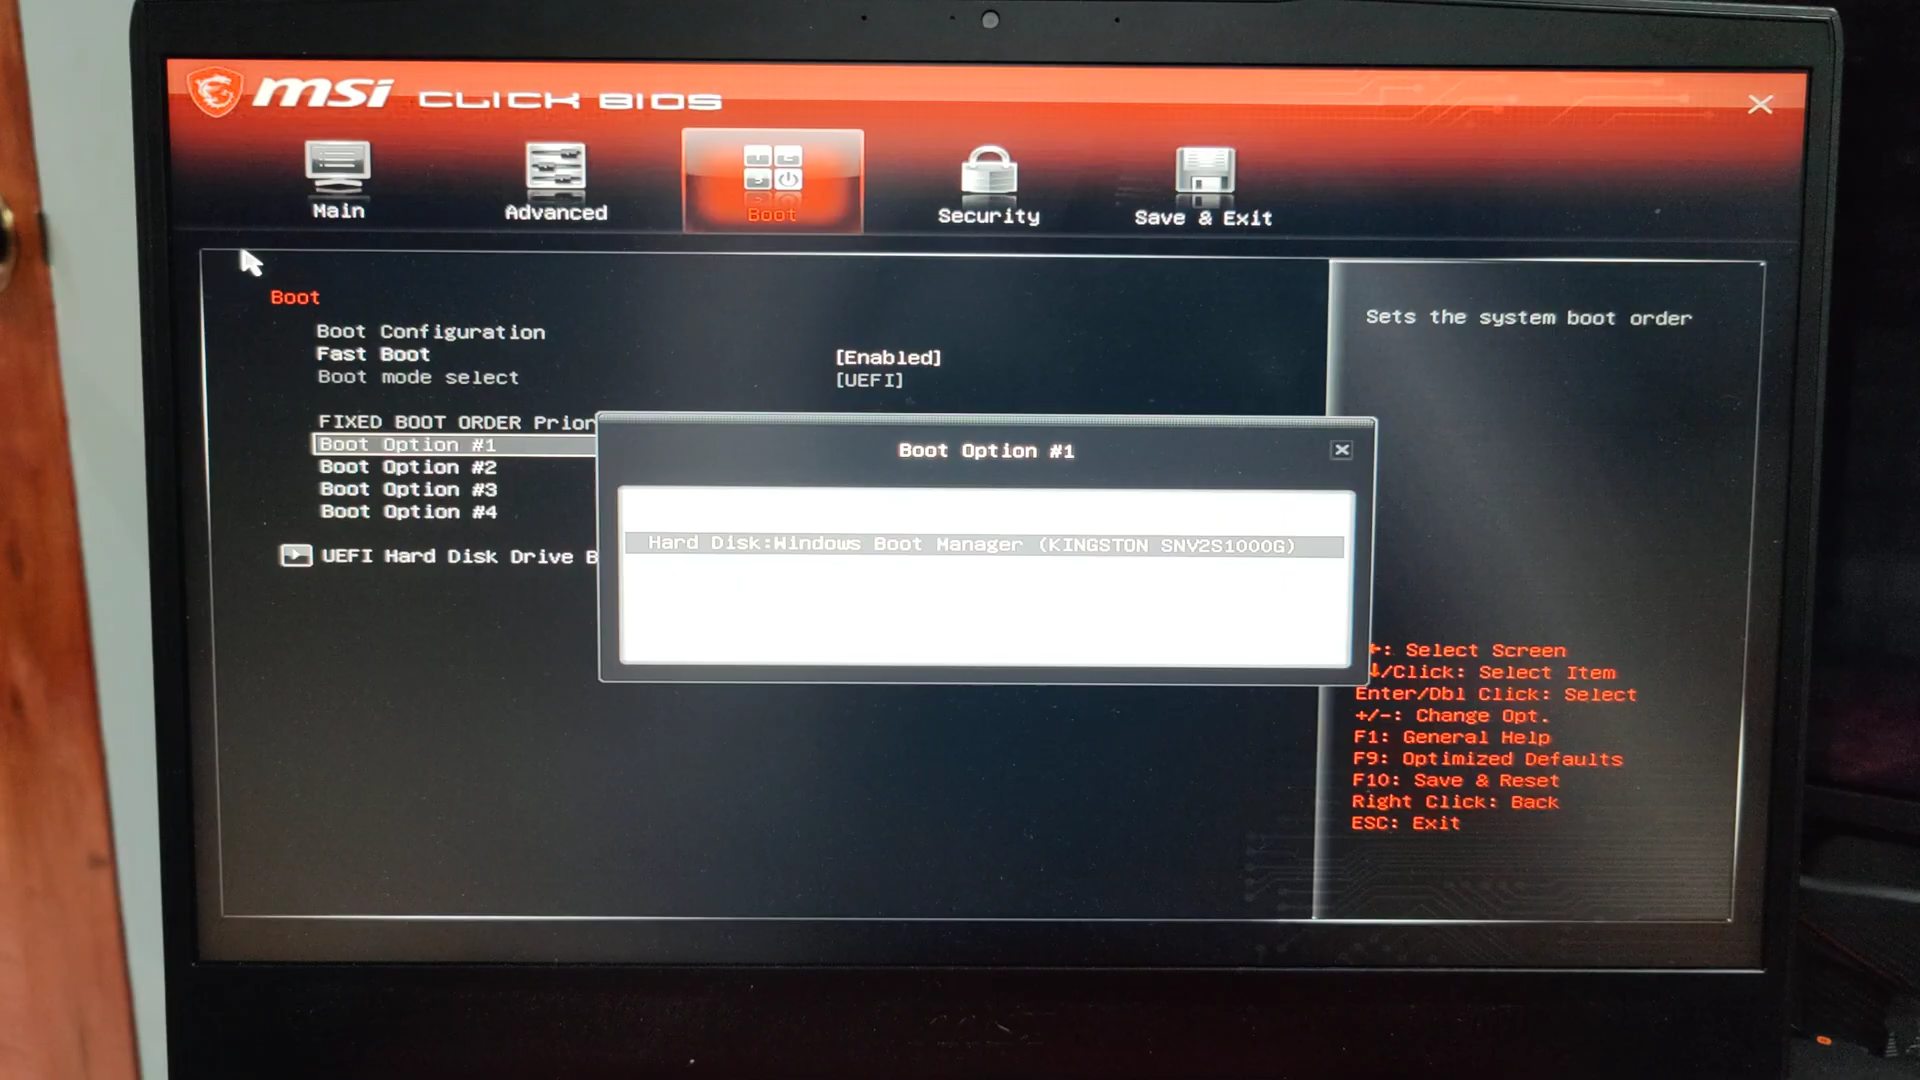 msi CLICK BIOS
Main
Advanced
Boot
Security
Save & Exit
Boot
Boot Configuration
Fast Boot [Enabled]
Boot mode select [UEFI]
FIXED BOOT ORDER Prior
Boot Option #1
Boot Option #2
Boot Option #3
Boot Option #4
UEFI Hard Disk Drive B
Boot Option #1
Hard Disk:Windows Boot Manager (KINGSTON SNV2S1000G)
Sets the system boot order
: Select Screen
/Click: Select Item
Enter/Dbl Click: Select
+/-: Change Opt.
F1: General Help
F9: Optimized Defaults
F10: Save & Reset
Right Click: Back
ESC: Exit